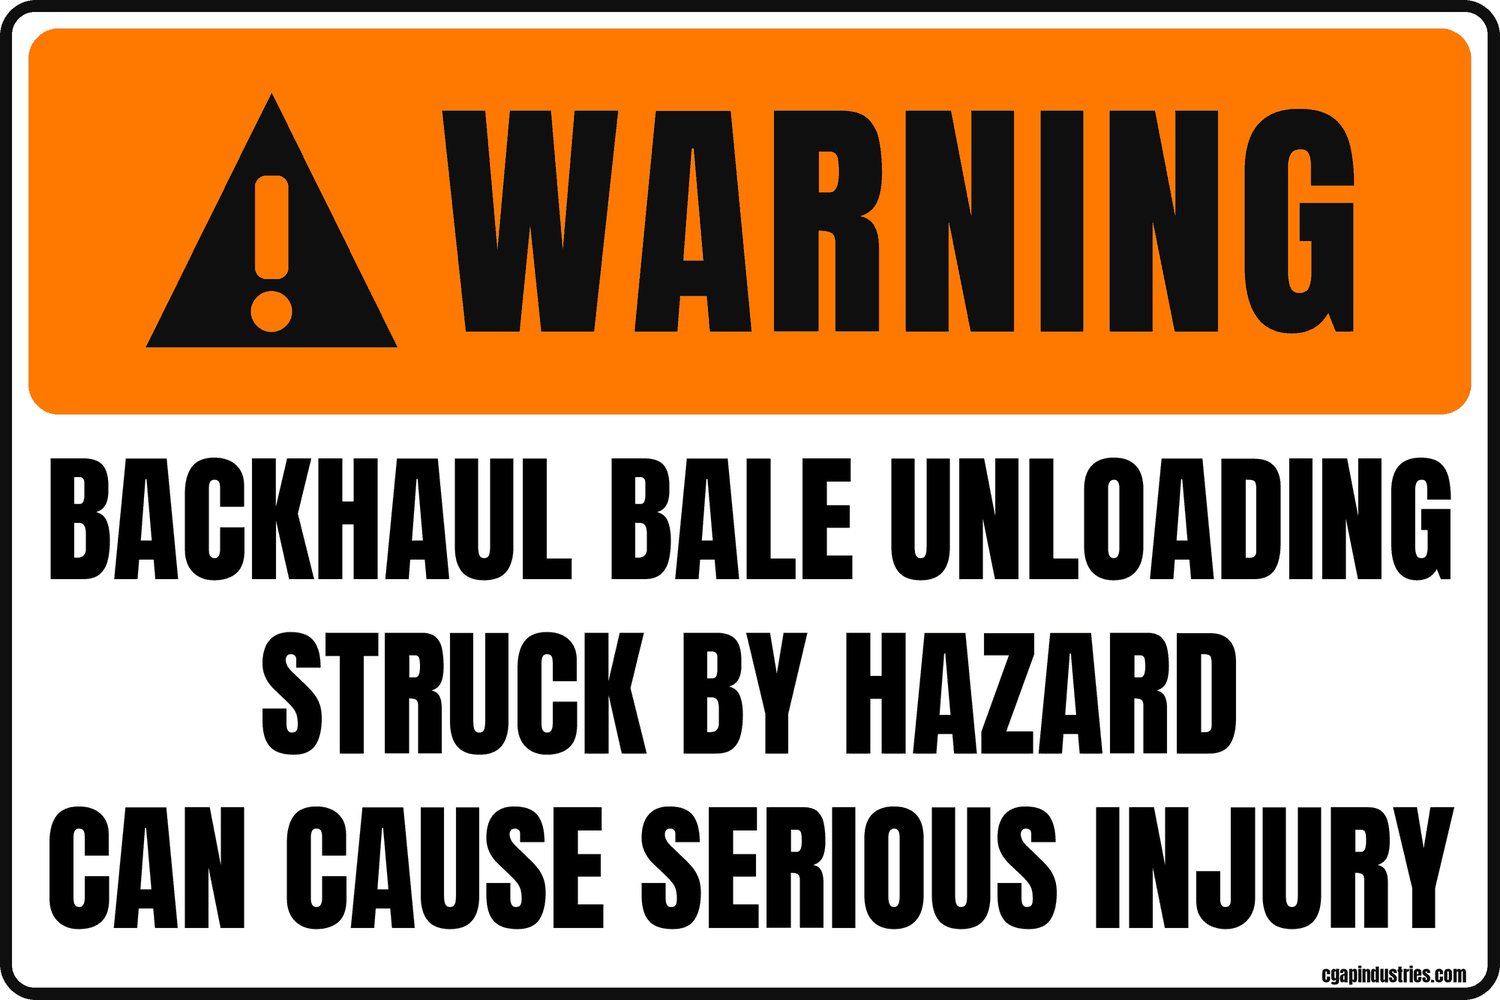 WARNING
BACKHAUL BALE UNLOADING
STRUCK BY HAZARD
CAN CAUSE SERIOUS INJURY
cgapindustries.com